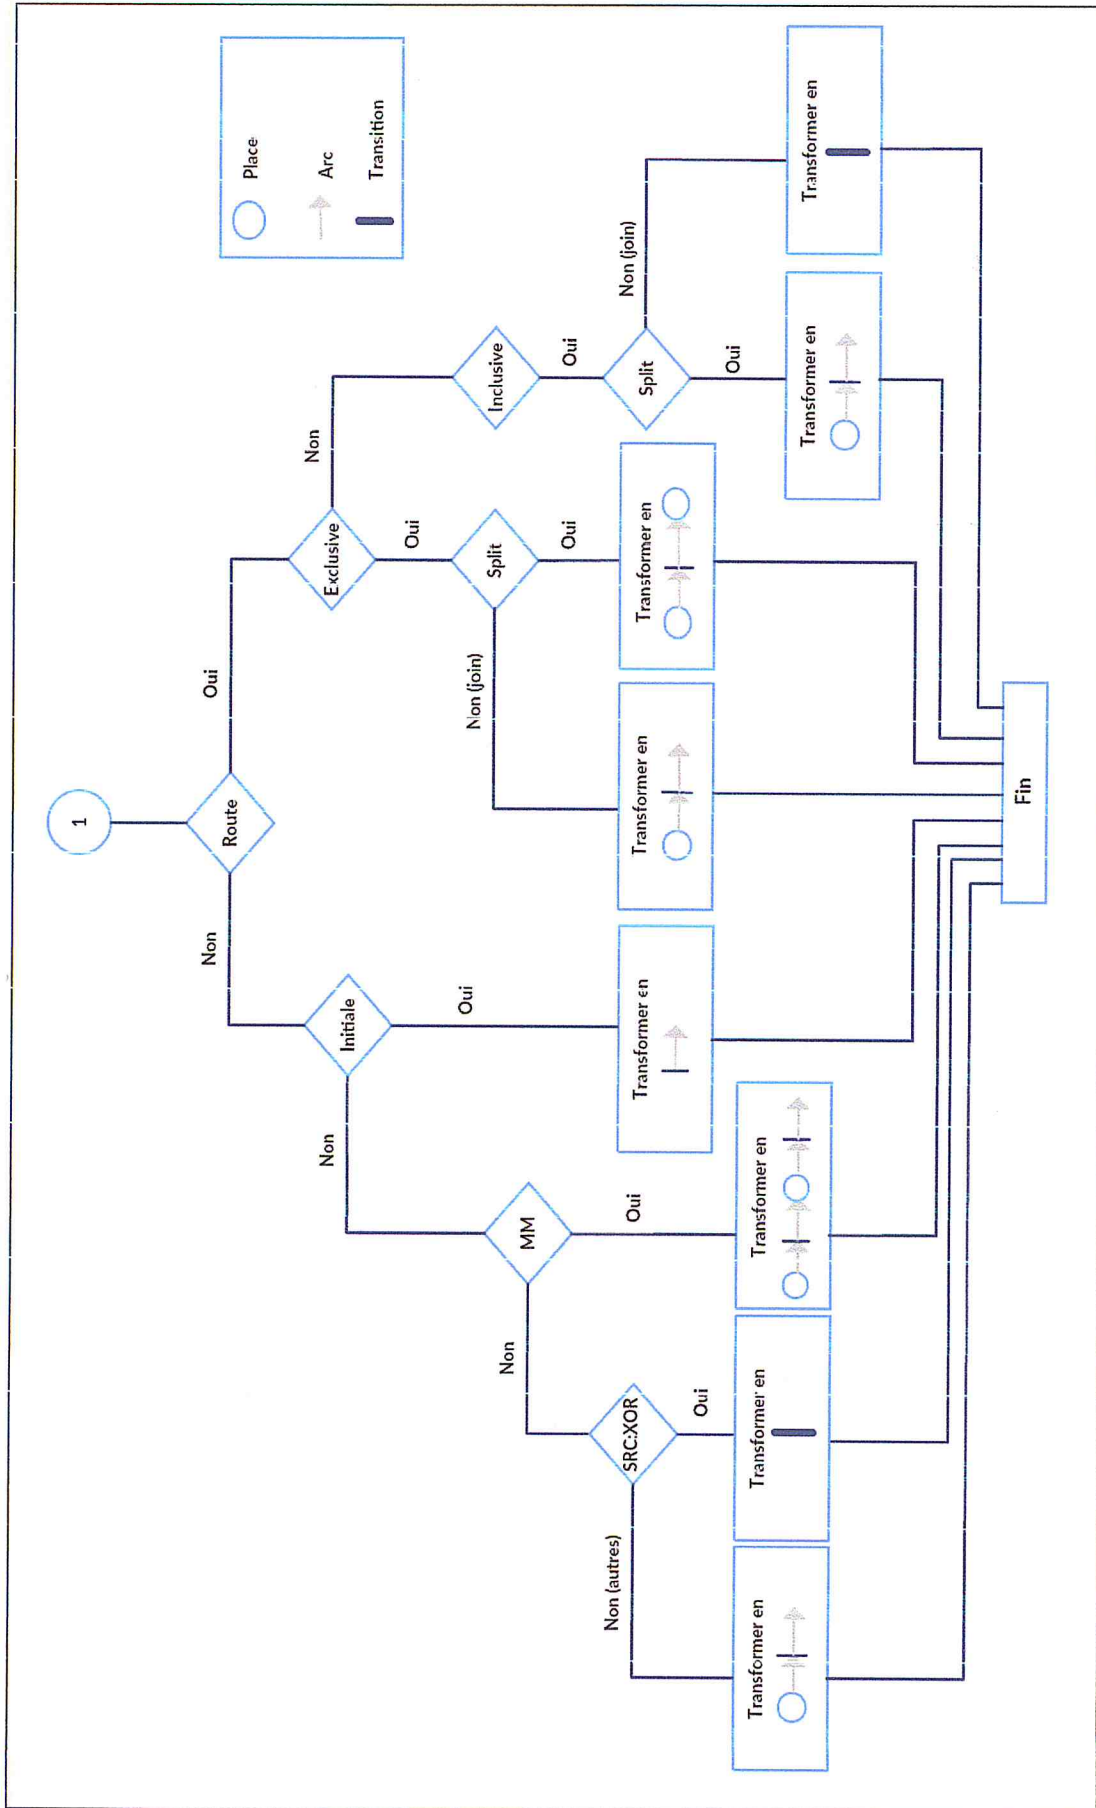 1
Place
Arc
Transition
Route
Non
Oui
Initiale
Exclusive
Non
Oui
Oui
Non
MM
Split
Inclusive
Non
Oui
Non (join)
Oui
Oui
SRC:XOR
Split
Non (join)
Non (autres)
Oui
Oui
Transformer en
Transformer en
Transformer en
Transformer en
Transformer en
Transformer en
Transformer en
Transformer en
Fin